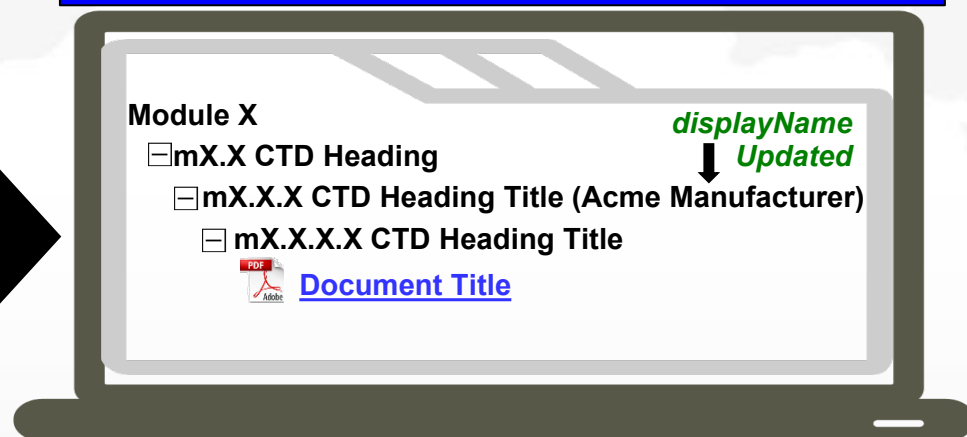 Module X
displayName
Updated
mX.X CTD Heading
mX.X.X CTD Heading Title (Acme Manufacturer)
mX.X.X.X CTD Heading Title
PDF
Adobe
Document Title